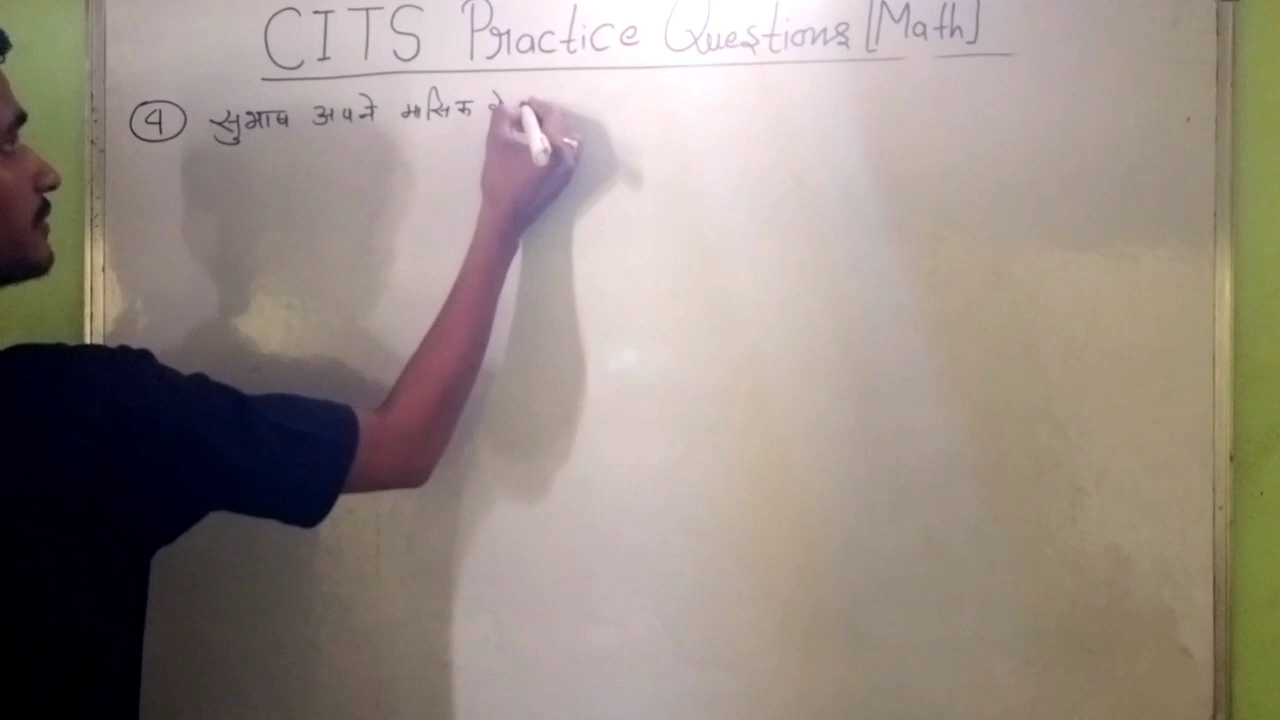 CITS Practice Questions [Math]
4 सुभाष अपने मासिक